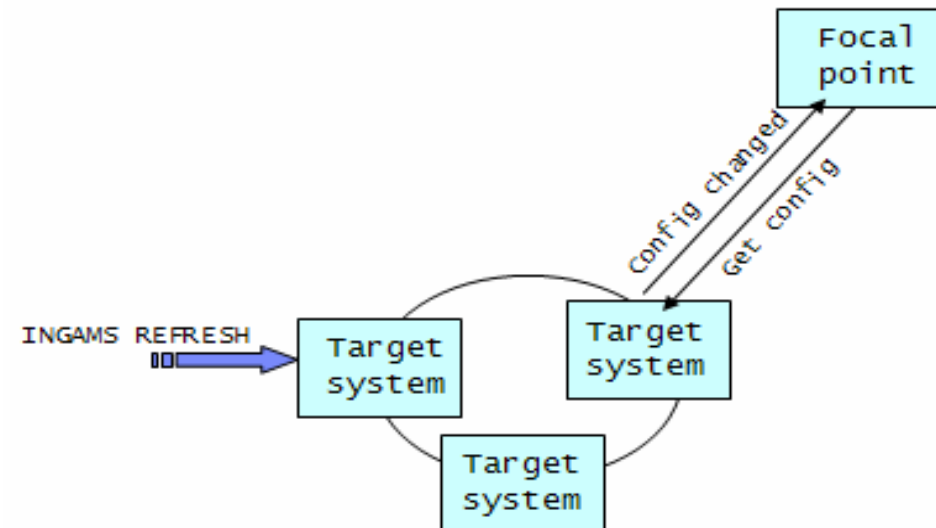 Focal
point
Config changed
Get config
INGAMS REFRESH
Target
system
Target
system
Target
system